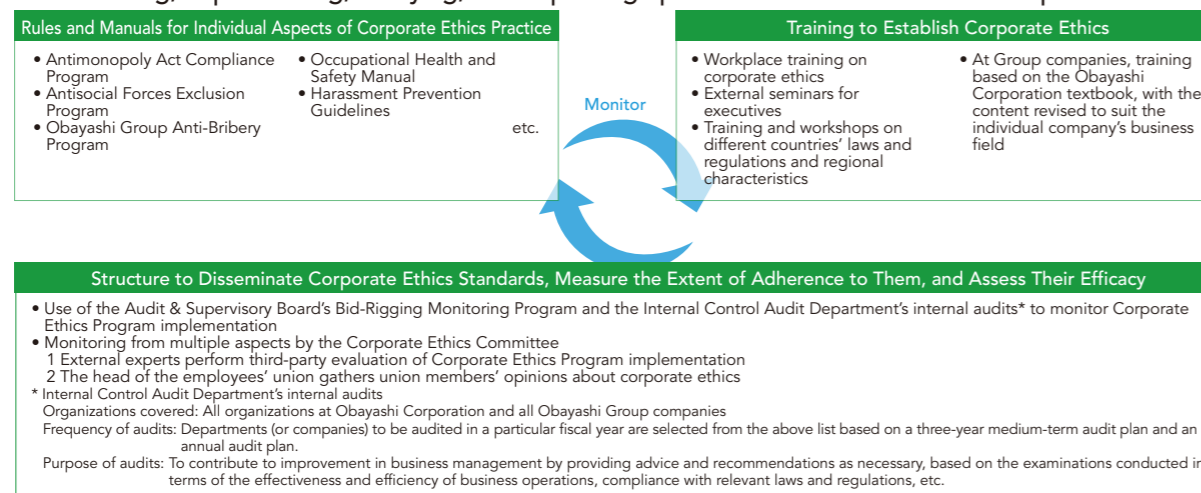 Rules and Manuals for Individual Aspects of Corporate Ethics Practice
• Antimonopoly Act Compliance
Program
• Antisocial Forces Exclusion
Program
• Obayashi Group Anti-Bribery
Program
• Occupational Health and
Safety Manual
• Harassment Prevention
Guidelines
etc.
Monitor
Training to Establish Corporate Ethics
• Workplace training on
corporate ethics
• External seminars for
executives
• Training and workshops on
different countries' laws and
regulations and regional
characteristics
• At Group companies, training
based on the Obayashi
Corporation textbook, with the
content revised to suit the
individual company's business
field
Structure to Disseminate Corporate Ethics Standards, Measure the Extent of Adherence to Them, and Assess Their Efficacy
• Use of the Audit & Supervisory Board's Bid-Rigging Monitoring Program and the Internal Control Audit Department's internal audits* to monitor Corporate
Ethics Program implementation
• Monitoring from multiple aspects by the Corporate Ethics Committee
1 External experts perform third-party evaluation of Corporate Ethics Program implementation
2 The head of the employees' union gathers union members' opinions about corporate ethics
* Internal Control Audit Department's internal audits
Organizations covered: All organizations at Obayashi Corporation and all Obayashi Group companies
Frequency of audits: Departments (or companies) to be audited in a particular fiscal year are selected from the above list based on a three-year medium-term audit plan and an
annual audit plan.
Purpose of audits: To contribute to improvement in business management by providing advice and recommendations as necessary, based on the examinations conducted in
terms of the effectiveness and efficiency of business operations, compliance with relevant laws and regulations, etc.